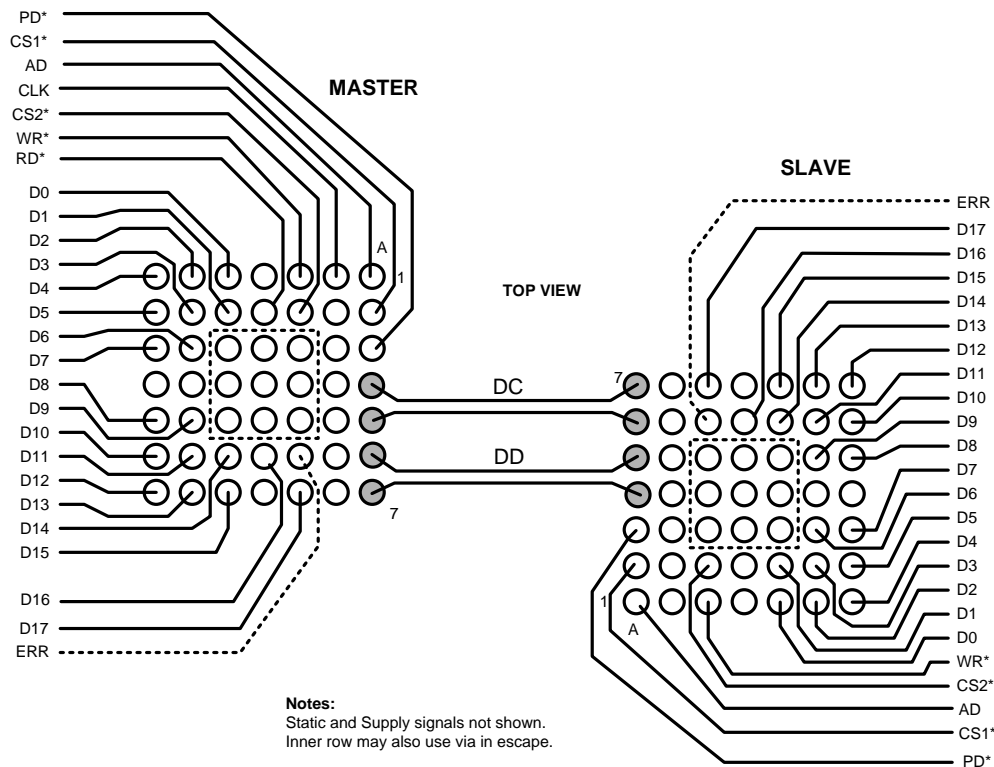 PD*
CS1*
AD
CLK
CS2*
WR*
RD*
D0
D1
D2
D3
D4
D5
D6
D7
D8
D9
D10
D11
D12
D13
D14
D15
D16
D17
ERR
MASTER
A
1
7
TOP VIEW
DC
DD
SLAVE
7
1
A
ERR
D17
D16
D15
D14
D13
D12
D11
D10
D9
D8
D7
D6
D5
D4
D3
D2
D1
D0
WR*
CS2*
AD
CS1*
PD*
Notes:
Static and Supply signals not shown.
Inner row may also use via in escape.